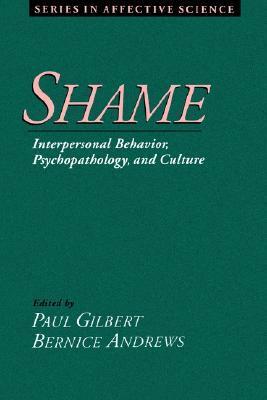 SERIES IN AFFECTIVE SCIENCE
SHAME
Interpersonal Behavior,
Psychopathology, and Culture
Edited by
PAUL GILBERT
BERNICE ANDREWS